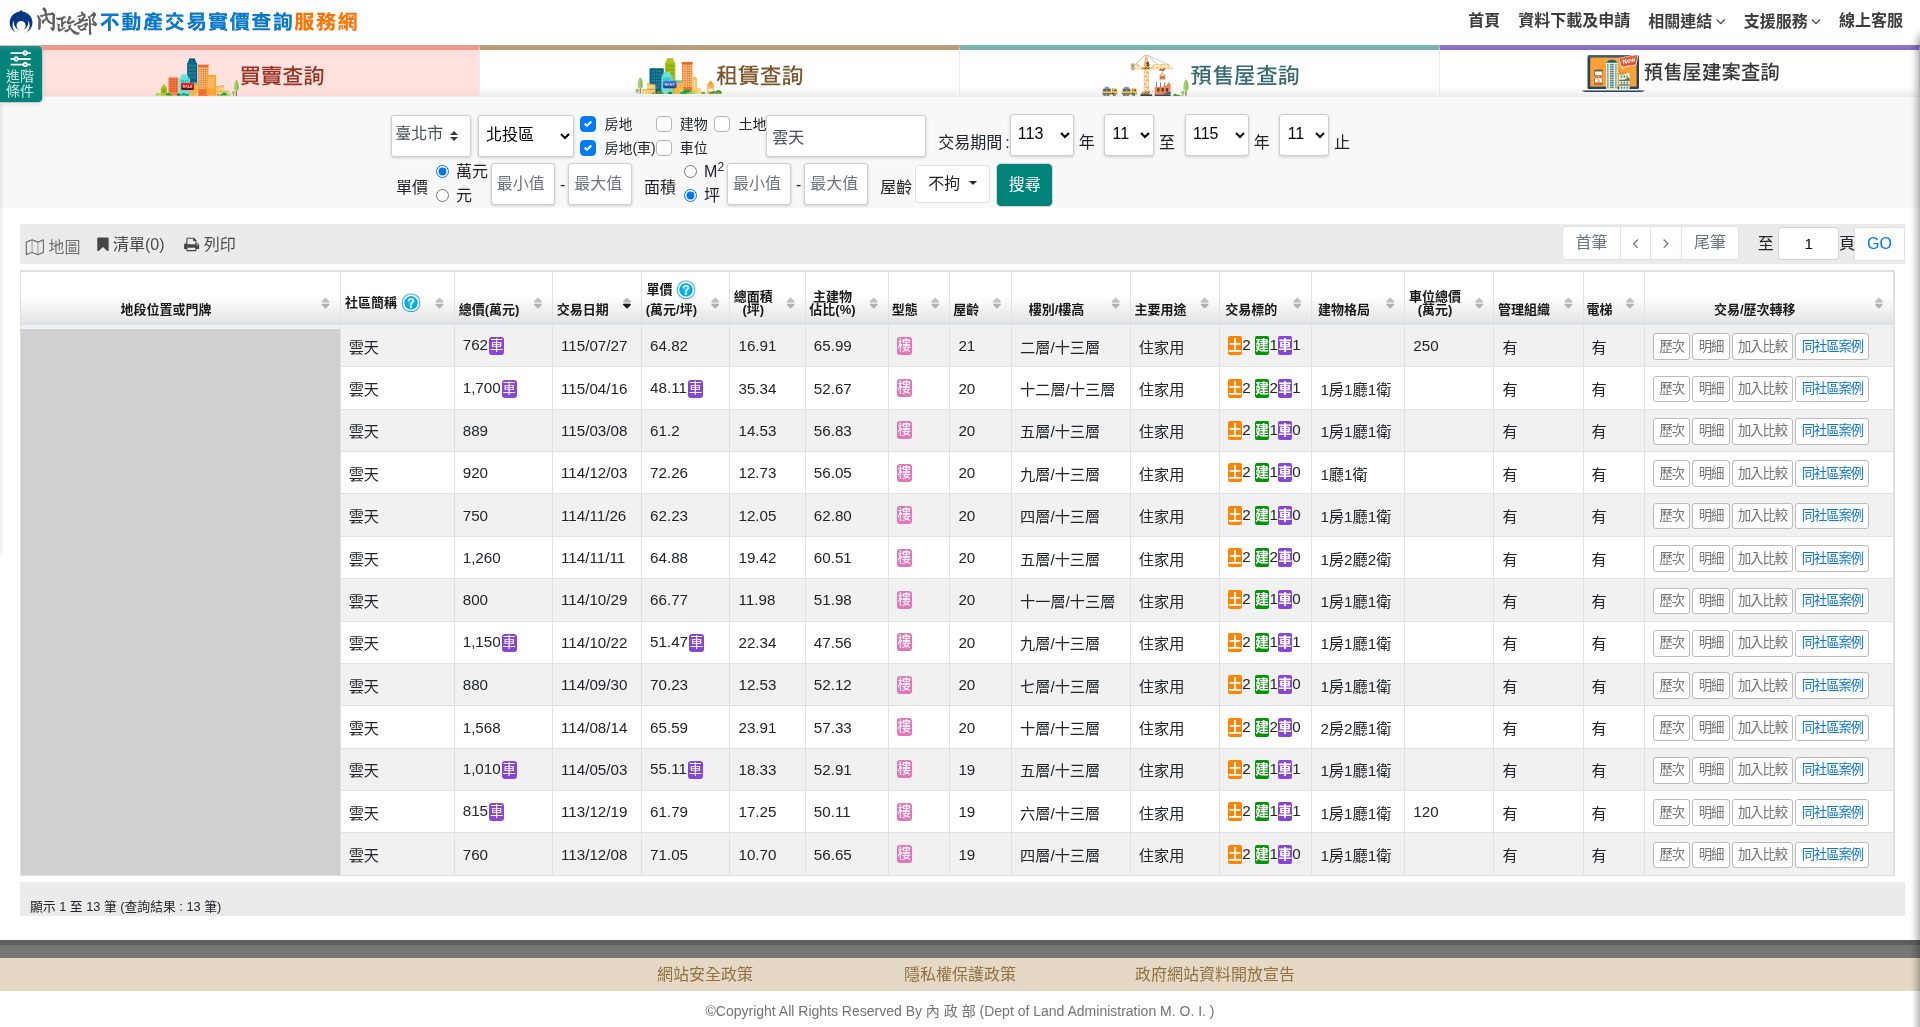 內政部不動產交易實價查詢服務網 首頁 資料下載及申請 相關連結 支援服務 線上客服
進階
條件
買賣查詢 租賃查詢 預售屋查詢 預售屋建案查詢
臺北市 北投區 房地 建物 土地 雲天 交易期間 : 113 年 11 至 115 年 11 止
房地(車) 車位
單價 萬元 最小值 - 最大值 面積 M2 最小值 - 最大值 屋齡 不拘 搜尋
元 坪
地圖 清單(0) 列印 首筆 < > 尾筆 至 1 頁 GO
地段位置或門牌 社區簡稱 ? 總價(萬元) 交易日期 單價 ? (萬元/坪) 總面積 (坪) 主建物 佔比(%) 型態 屋齡 樓別/樓高 主要用途 交易標的 建物格局 車位總價 (萬元) 管理組織 電梯 交易/歷次轉移
雲天 762車 115/07/27 64.82 16.91 65.99 樓 21 二層/十三層 住家用 土2 建1車1 250 有 有 歷次 明細 加入比較 同社區案例
雲天 1,700車 115/04/16 48.11車 35.34 52.67 樓 20 十二層/十三層 住家用 土2 建2車1 1房1廳1衛 有 有 歷次 明細 加入比較 同社區案例
雲天 889 115/03/08 61.2 14.53 56.83 樓 20 五層/十三層 住家用 土2 建1車0 1房1廳1衛 有 有 歷次 明細 加入比較 同社區案例
雲天 920 114/12/03 72.26 12.73 56.05 樓 20 九層/十三層 住家用 土2 建1車0 1廳1衛 有 有 歷次 明細 加入比較 同社區案例
雲天 750 114/11/26 62.23 12.05 62.80 樓 20 四層/十三層 住家用 土2 建1車0 1房1廳1衛 有 有 歷次 明細 加入比較 同社區案例
雲天 1,260 114/11/11 64.88 19.42 60.51 樓 20 五層/十三層 住家用 土2 建2車0 1房2廳2衛 有 有 歷次 明細 加入比較 同社區案例
雲天 800 114/10/29 66.77 11.98 51.98 樓 20 十一層/十三層 住家用 土2 建1車0 1房1廳1衛 有 有 歷次 明細 加入比較 同社區案例
雲天 1,150車 114/10/22 51.47車 22.34 47.56 樓 20 九層/十三層 住家用 土2 建1車1 1房1廳1衛 有 有 歷次 明細 加入比較 同社區案例
雲天 880 114/09/30 70.23 12.53 52.12 樓 20 七層/十三層 住家用 土2 建1車0 1房1廳1衛 有 有 歷次 明細 加入比較 同社區案例
雲天 1,568 114/08/14 65.59 23.91 57.33 樓 20 十層/十三層 住家用 土2 建2車0 2房2廳1衛 有 有 歷次 明細 加入比較 同社區案例
雲天 1,010車 114/05/03 55.11車 18.33 52.91 樓 19 五層/十三層 住家用 土2 建1車1 1房1廳1衛 有 有 歷次 明細 加入比較 同社區案例
雲天 815車 113/12/19 61.79 17.25 50.11 樓 19 六層/十三層 住家用 土2 建1車1 1房1廳1衛 120 有 有 歷次 明細 加入比較 同社區案例
雲天 760 113/12/08 71.05 10.70 56.65 樓 19 四層/十三層 住家用 土2 建1車0 1房1廳1衛 有 有 歷次 明細 加入比較 同社區案例
顯示 1 至 13 筆 (查詢結果 : 13 筆)
網站安全政策 隱私權保護政策 政府網站資料開放宣告
©Copyright All Rights Reserved By 內 政 部 (Dept of Land Administration M. O. I. )